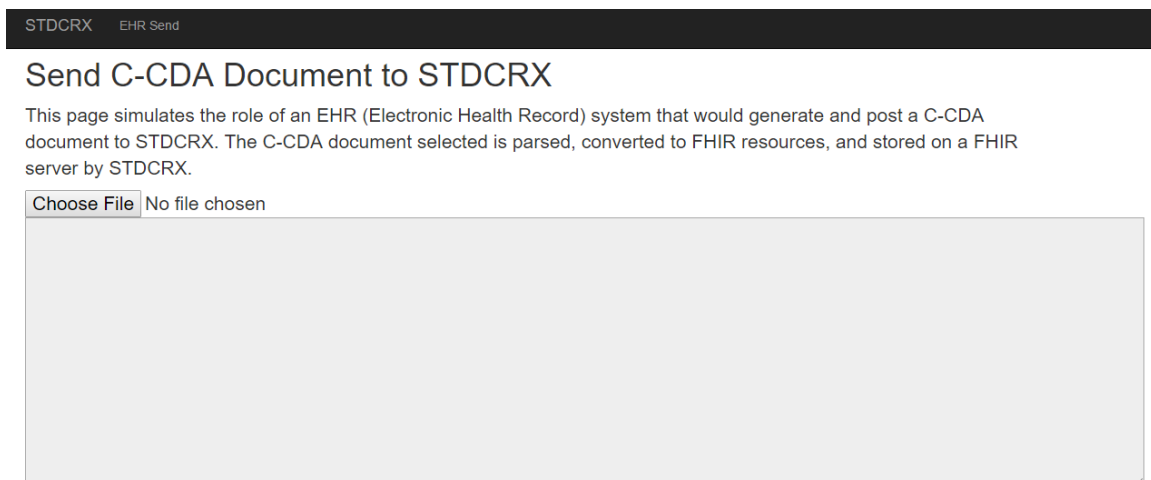 STDCRX EHR Send
Send C-CDA Document to STDCRX
This page simulates the role of an EHR (Electronic Health Record) system that would generate and post a C-CDA
document to STDCRX. The C-CDA document selected is parsed, converted to FHIR resources, and stored on a FHIR
server by STDCRX.
Choose File No file chosen